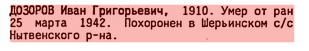 ДОЗОРОВ Иван Григорьевич, 1910. Умер от ран
25 марта 1942. Похоронен в Шерьинском с/с
Нытвенского р-на.